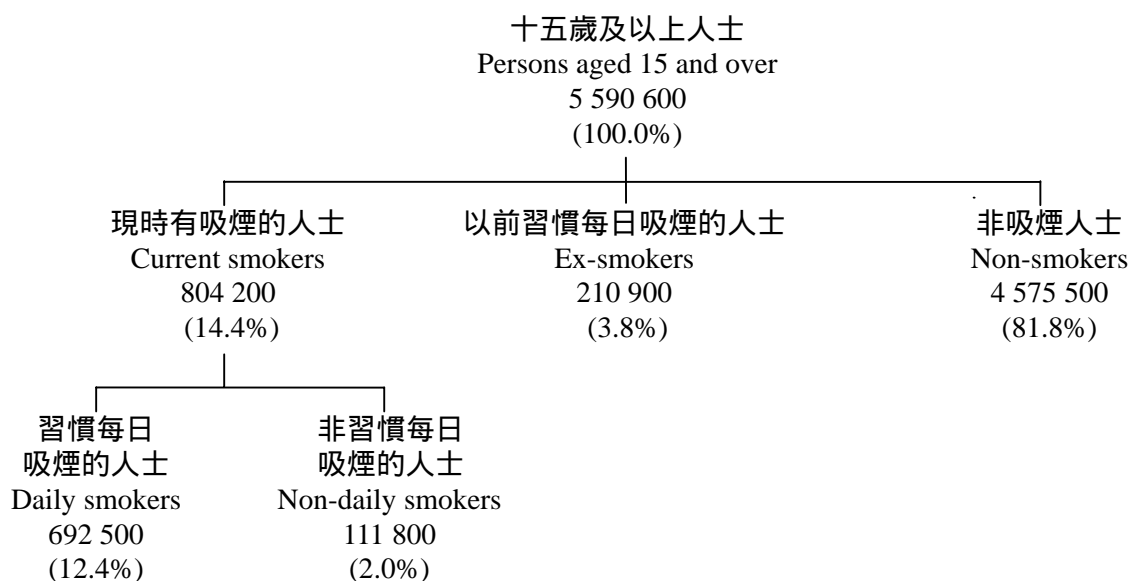 十五歲及以上人士
Persons aged 15 and over
5 590 600
(100.0%)
現時有吸煙的人士
Current smokers
804 200
(14.4%)
以前習慣每日吸煙的人士
Ex-smokers
210 900
(3.8%)
非吸煙人士
Non-smokers
4 575 500
(81.8%)
習慣每日
吸煙的人士
Daily smokers
692 500
(12.4%)
非習慣每日
吸煙的人士
Non-daily smokers
111 800
(2.0%)